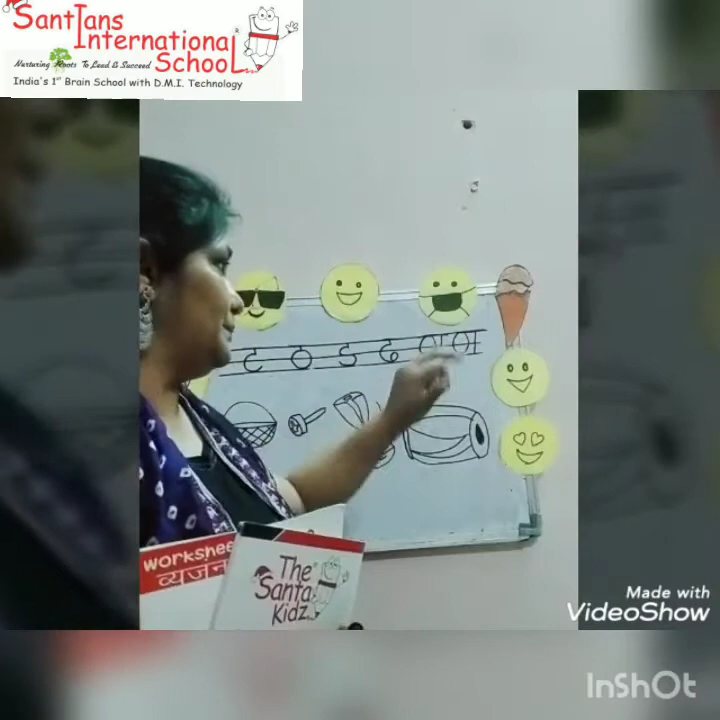 SantIans
International
School
Nurturing Roots To Lead & Succeed
India's 1st Brain School with D.M.I. Technology
ट ठ ड ढ ण
WORKSHEE
व्यंजन
The
Santa
Kidz
Made with
VideoShow
InShOt